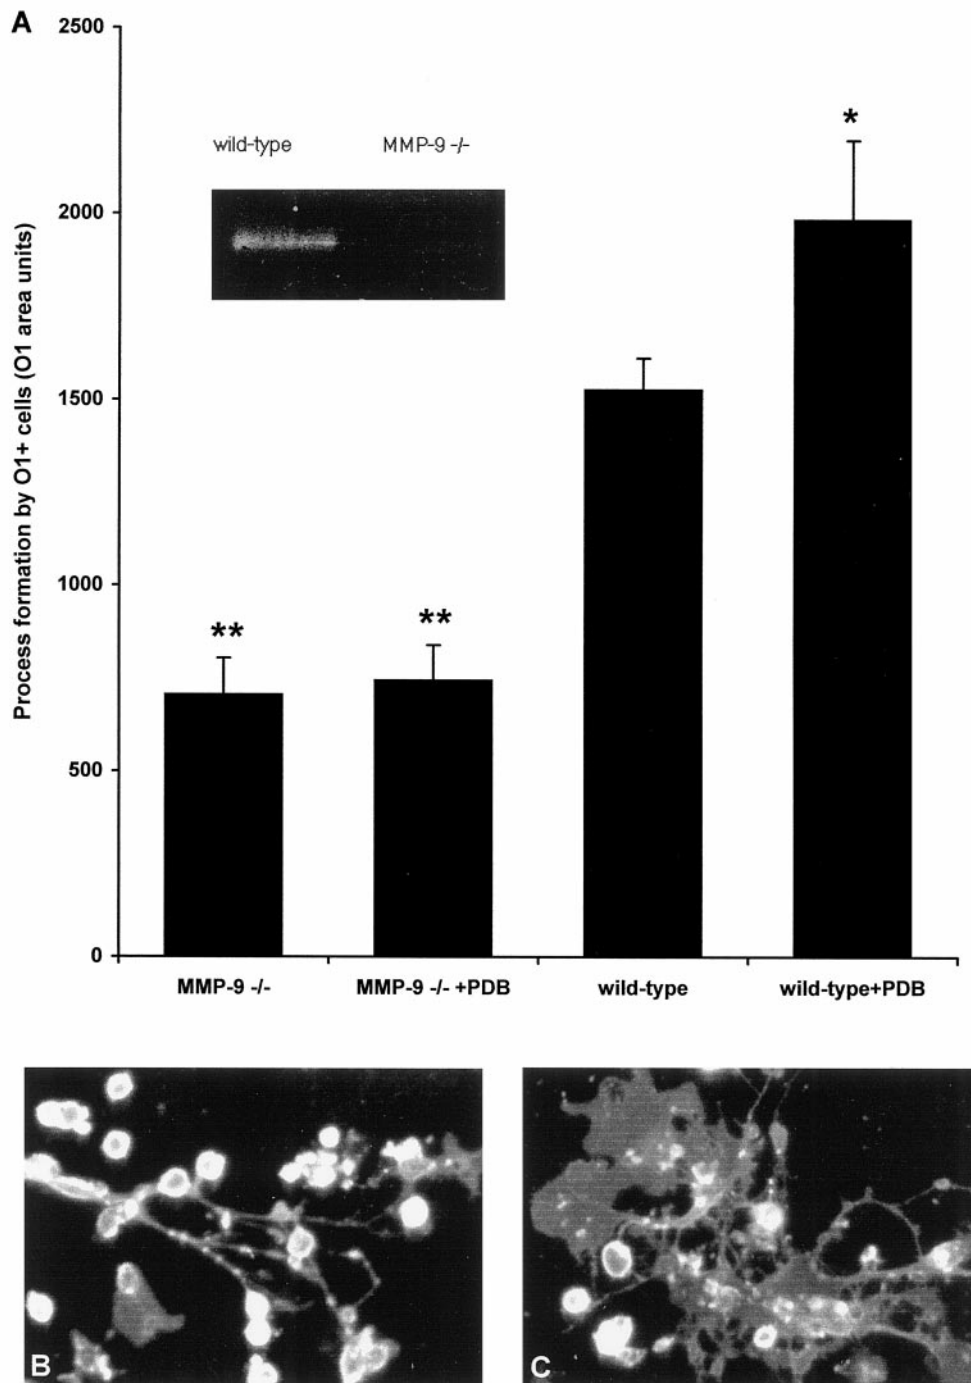 A
2500
2000
1500
1000
500
0
Process formation by O1+ cells (O1 area units)
wild-type MMP-9 -/-
*
**
**
MMP-9 -/- MMP-9 -/- +PDB wild-type wild-type+PDB
B
C